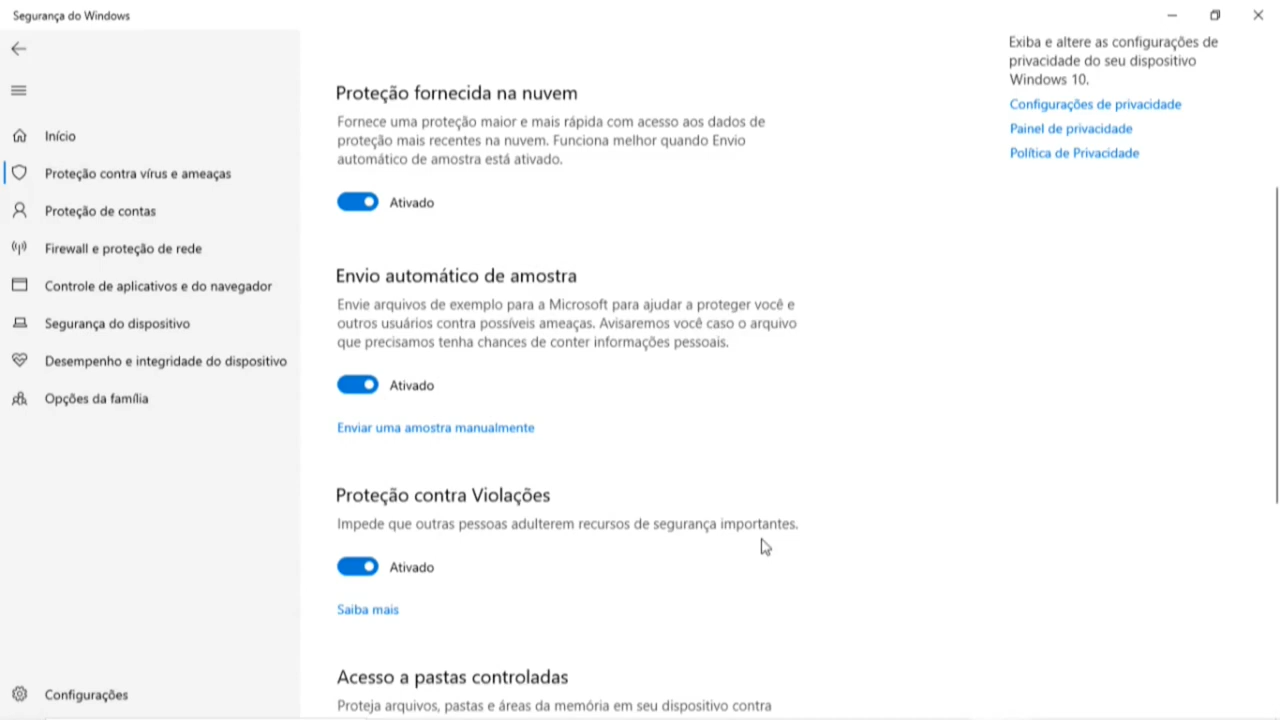 Segurança do Windows
Início
Proteção contra vírus e ameaças
Proteção de contas
Firewall e proteção de rede
Controle de aplicativos e do navegador
Segurança do dispositivo
Desempenho e integridade do dispositivo
Opções da família
Configurações
Proteção fornecida na nuvem
Fornece uma proteção maior e mais rápida com acesso aos dados de
proteção mais recentes na nuvem. Funciona melhor quando Envio
automático de amostra está ativado.
Ativado
Envio automático de amostra
Envie arquivos de exemplo para a Microsoft para ajudar a proteger você e
outros usuários contra possíveis ameaças. Avisaremos você caso o arquivo
que precisamos tenha chances de conter informações pessoais.
Ativado
Enviar uma amostra manualmente
Proteção contra Violações
Impede que outras pessoas adulterem recursos de segurança importantes.
Ativado
Saiba mais
Acesso a pastas controladas
Proteja arquivos, pastas e áreas da memória em seu dispositivo contra
Exiba e altere as configurações de
privacidade do seu dispositivo
Windows 10.
Configurações de privacidade
Painel de privacidade
Política de Privacidade